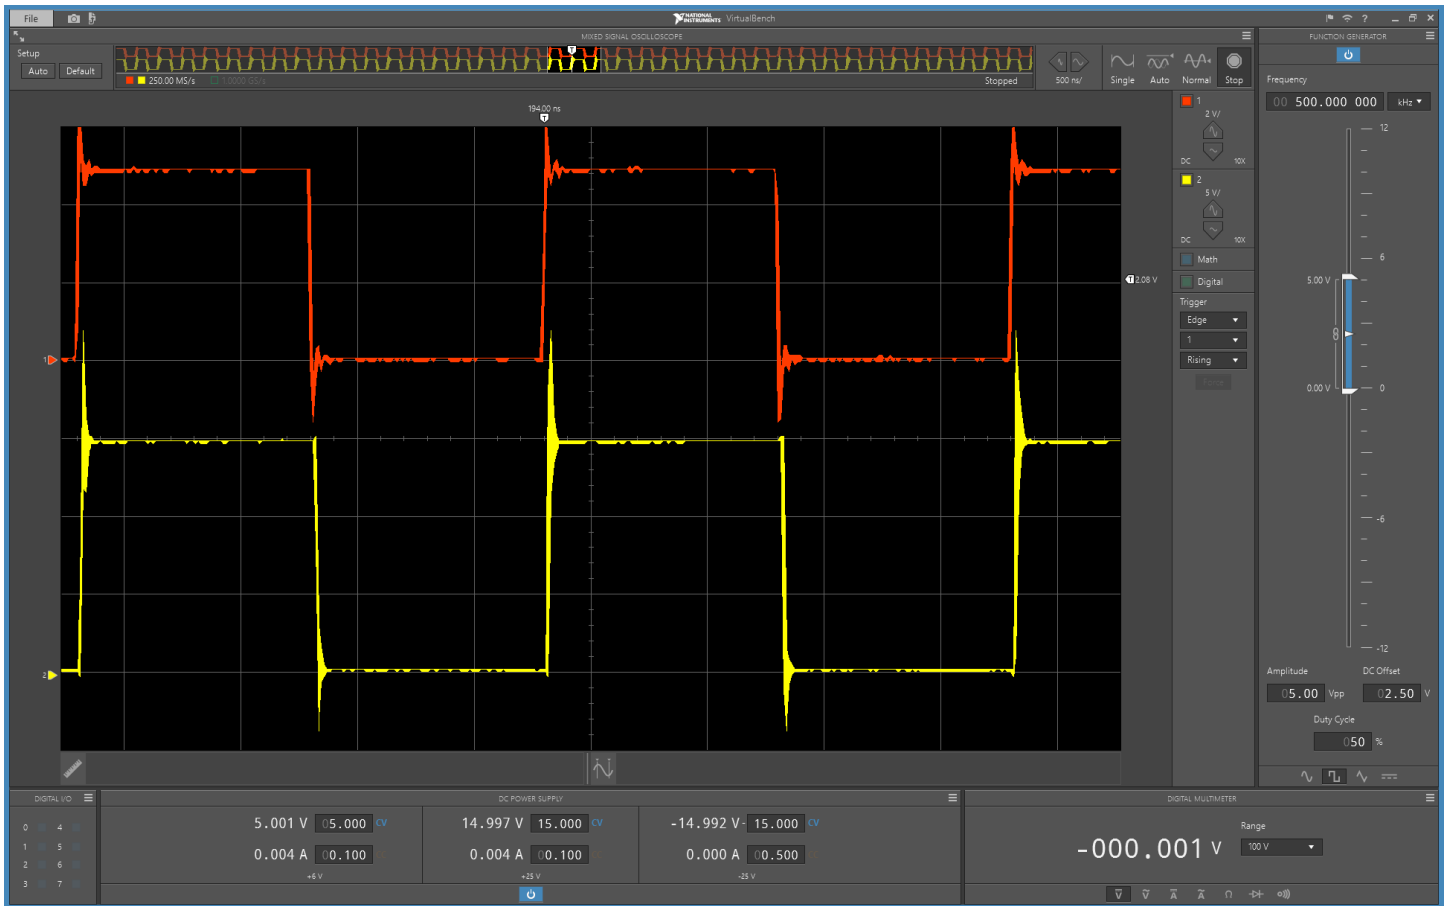 File
NATIONAL INSTRUMENTS VirtualBench
?
MIXED SIGNAL OSCILLOSCOPE
Setup
Auto Default
250.00 MS/s 1.0000 GS/s
T
Stopped
500 ns/
Single Auto Normal Stop
194.00 ns
T
1
2
T 2.08 V
1
2 V/
DC 10X
2
5 V/
DC 10X
Math
Digital
Trigger
Edge
1
Rising
Force
FUNCTION GENERATOR
Frequency
00 500.000 000 kHz
12
6
5.00 V
0.00 V
0
-6
-12
Amplitude DC Offset
05.00 Vpp 02.50 V
Duty Cycle
050 %
DIGITAL I/O
0 4
1 5
2 6
3 7
DC POWER SUPPLY
5.001 V 05.000 CV
0.004 A 00.100
+6 V
14.997 V 15.000 CV
0.004 A 00.100
+25 V
-14.992 V -15.000 CV
0.000 A 00.500
-25 V
DIGITAL MULTIMETER
-000.001 V
Range
100 V
V V A A Ω